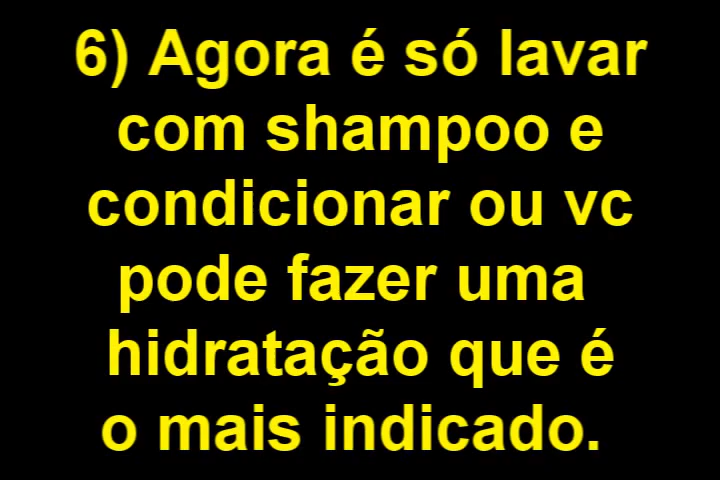 6) Agora é só lavar
com shampoo e
condicionar ou vc
pode fazer uma
hidratação que é
o mais indicado.